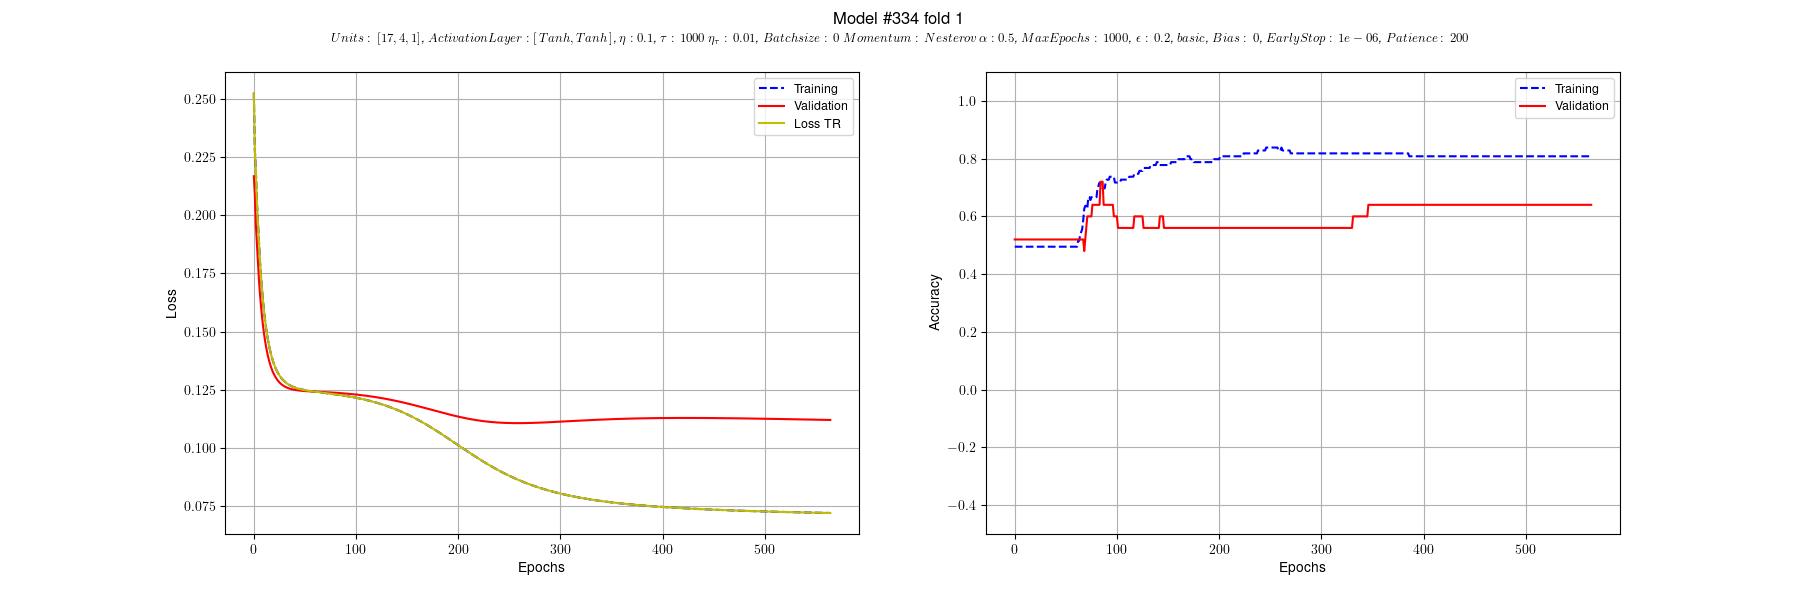 Model #334 fold 1
Units : [17, 4, 1], ActivationLayer : [Tanh, Tanh], η : 0.1, τ : 1000 ητ : 0.01, Batchsize : 0 Momentum : Nesterov α : 0.5, MaxEpochs : 1000, ϵ : 0.2, basic, Bias : 0, EarlyStop : 1e − 06, Patience : 200
Training
Validation
Loss TR
0.250
0.225
0.200
0.175
0.150
0.125
0.100
0.075
Loss
0 100 200 300 400 500
Epochs
Training
Validation
1.0
0.8
0.6
0.4
0.2
0.0
−0.2
−0.4
Accuracy
0 100 200 300 400 500
Epochs